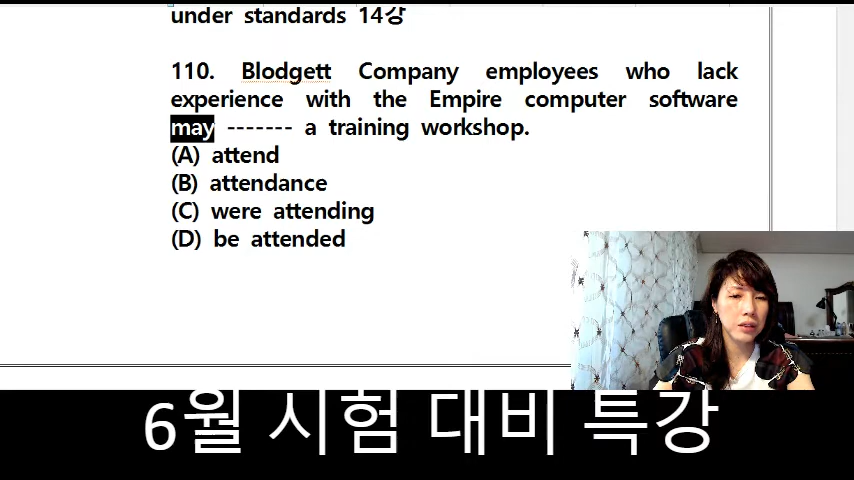 under standards 14강
110. Blodgett Company employees who lack
experience with the Empire computer software
may ------- a training workshop.
(A) attend
(B) attendance
(C) were attending
(D) be attended
6월 시험 대비 특강